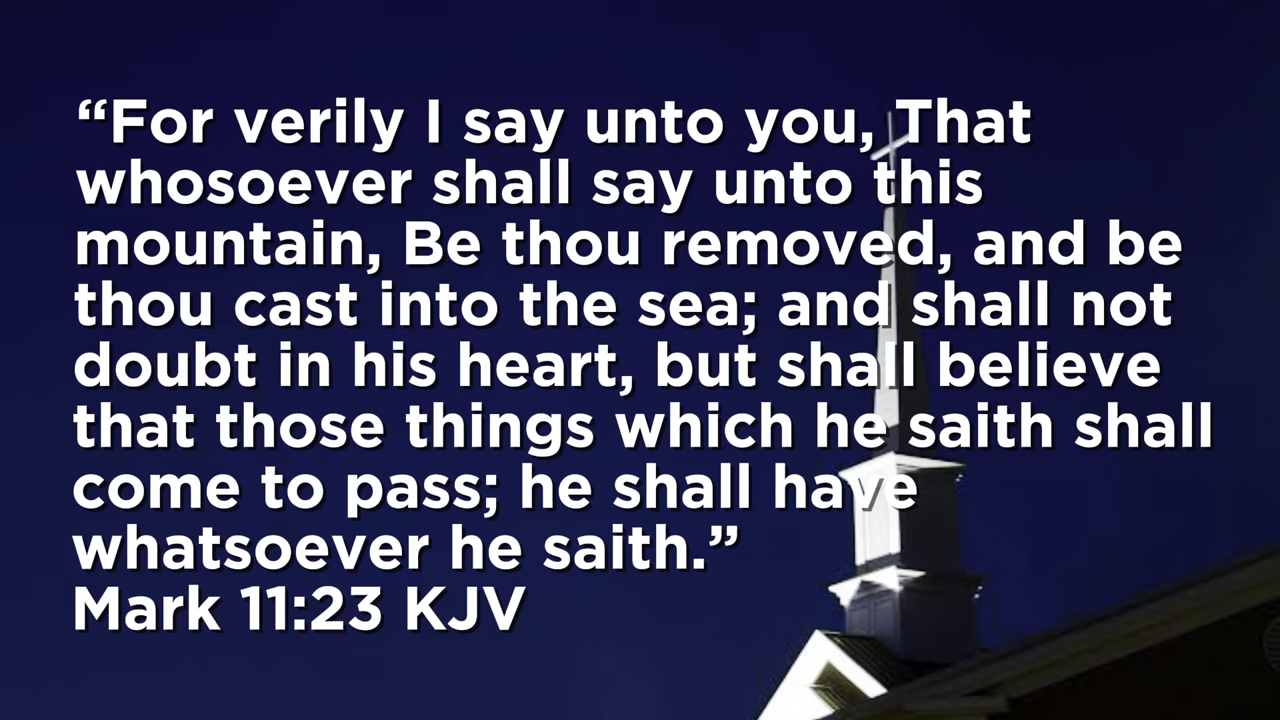 “For verily I say unto you, That
whosoever shall say unto this
mountain, Be thou removed, and be
thou cast into the sea; and shall not
doubt in his heart, but shall believe
that those things which he saith shall
come to pass; he shall have
whatsoever he saith.”
Mark 11:23 KJV